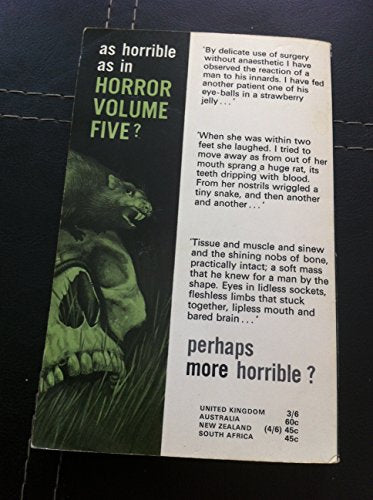 as horrible
as in
HORROR
VOLUME
FIVE?
'By delicate use of surgery
without anaesthetic I have
observed the reaction of a
man to his innards. I have fed
another patient one of his
eye-balls in a strawberry
jelly...'
'When she was within two
feet she laughed. I tried to
move away as from out of her
mouth sprang a huge rat, its
teeth dripping with blood.
From her nostrils wriggled a
tiny snake, and then another
and another...'
'Tissue and muscle and sinew
and the shining nobs of bone,
practically intact; a soft mass
that he knew for a man by the
shape. Eyes in lidless sockets,
fleshless limbs that stuck
together, lipless mouth and
bared brain...'
perhaps
more horrible?
UNITED KINGDOM 3/6
AUSTRALIA 60c
NEW ZEALAND (4/6) 45c
SOUTH AFRICA 45c